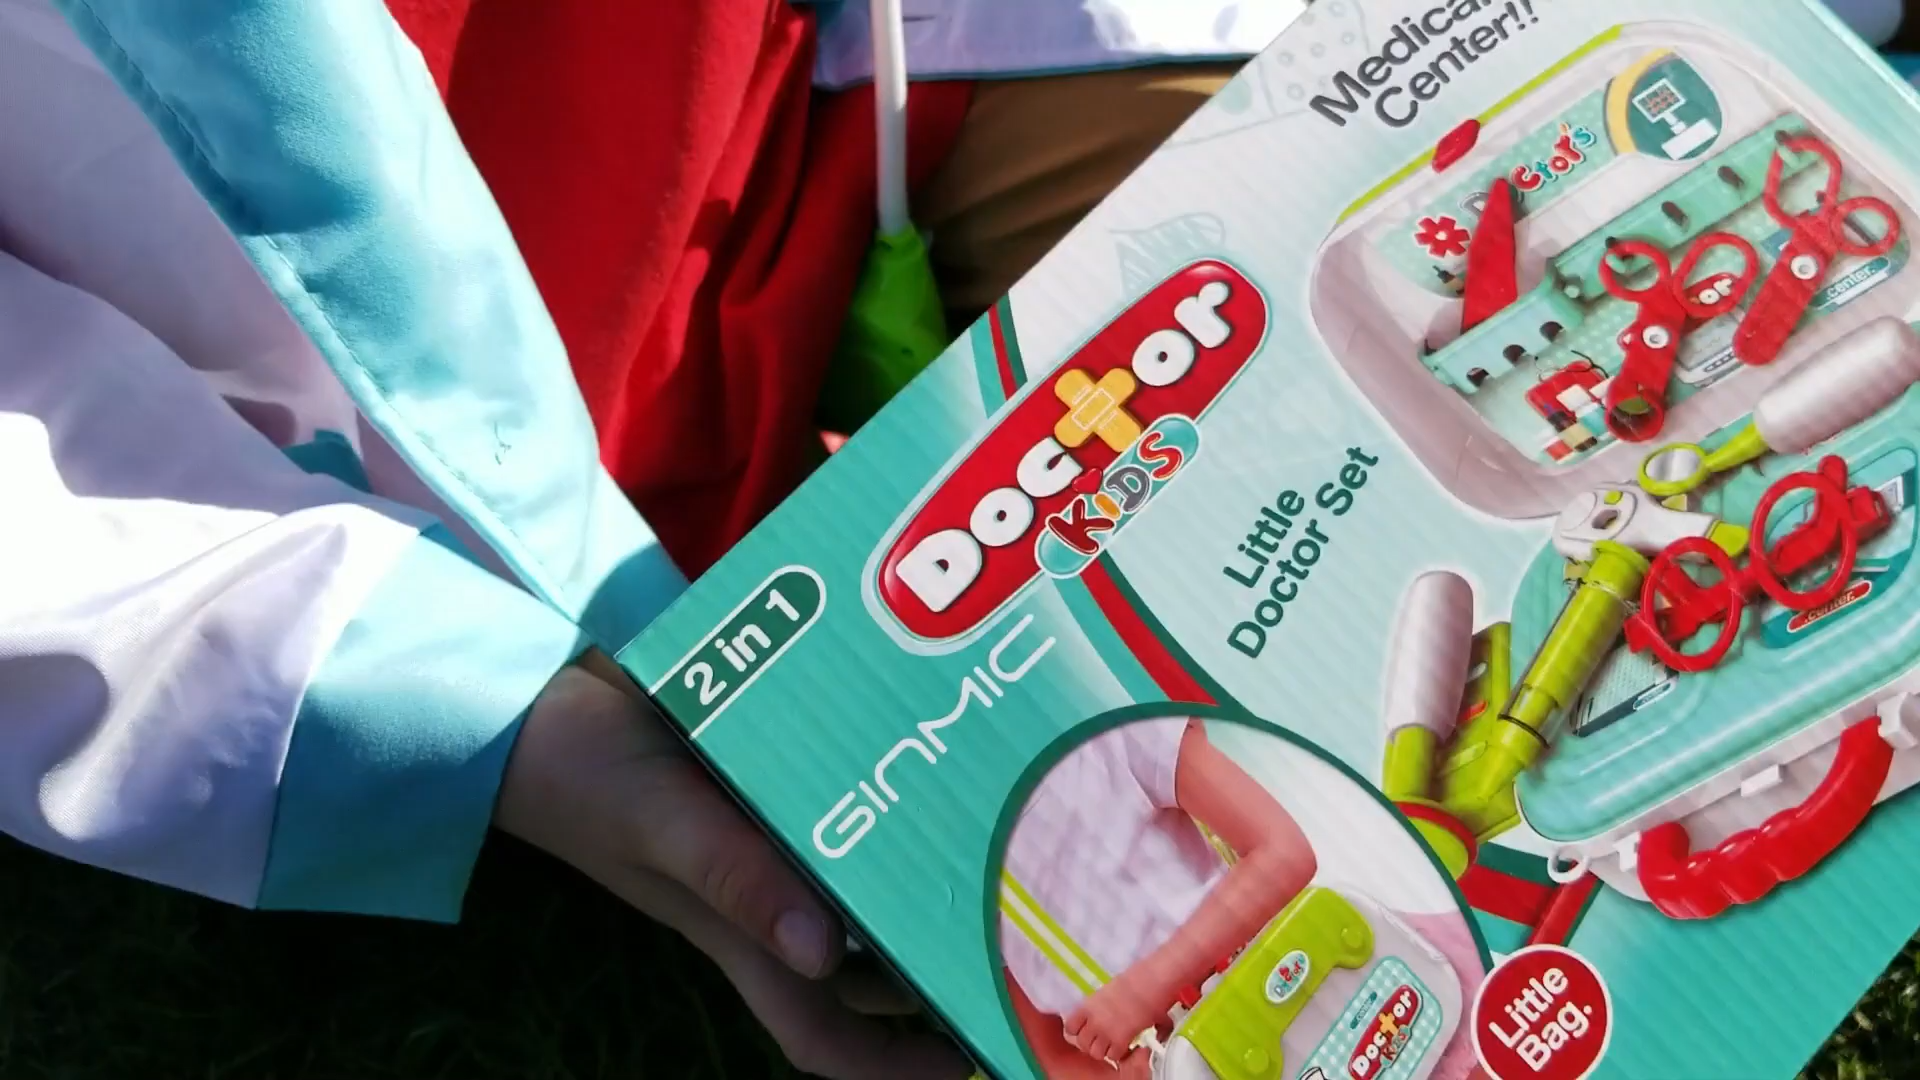 Medical
Center!!
Doctor's
Doctor
KIDS
Little
Doctor Set
2 in 1
GINMIC
center.
center.
Doctor
KIDS
Little
Bag.